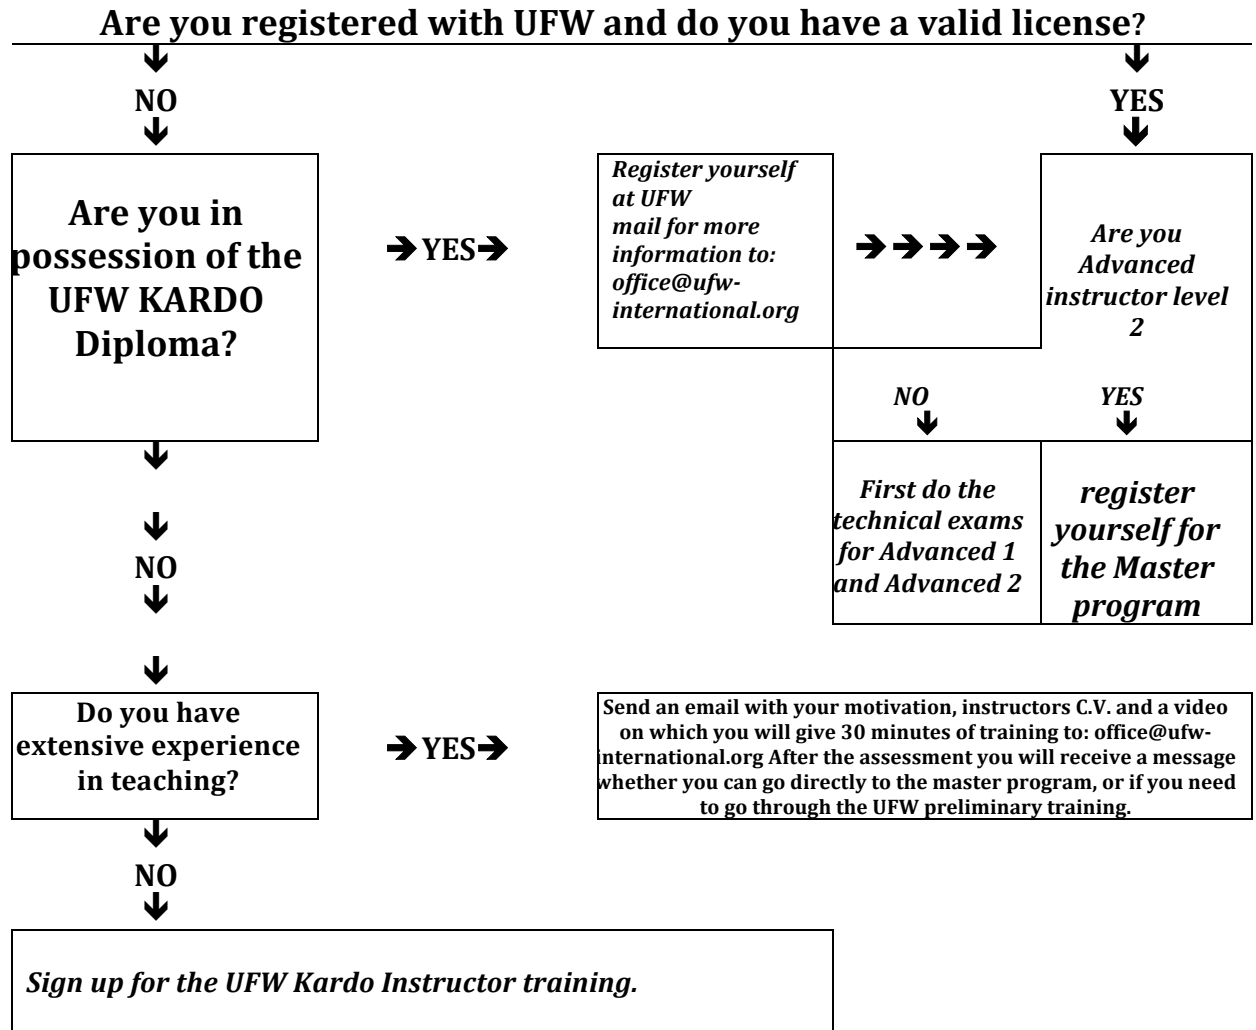 Are you registered with UFW and do you have a valid license?
NO
YES
Are you in
possession of the
UFW KARDO
Diploma?
➔ YES ➔
Register yourself
at UFW
mail for more
information to:
office@ufw-
international.org
➔ ➔ ➔ ➔
Are you
Advanced
instructor level
2
NO
YES
First do the
technical exams
for Advanced 1
and Advanced 2
register
yourself for
the Master
program
NO
Do you have
extensive experience
in teaching?
➔ YES ➔
Send an email with your motivation, instructors C.V. and a video
on which you will give 30 minutes of training to: office@ufw-
international.org After the assessment you will receive a message
whether you can go directly to the master program, or if you need
to go through the UFW preliminary training.
NO
Sign up for the UFW Kardo Instructor training.